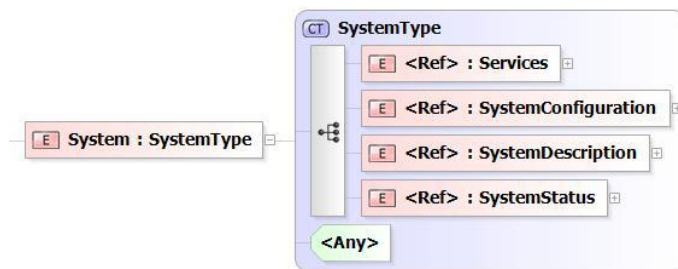 CT SystemType
E <Ref> : Services
E <Ref> : SystemConfiguration
E System : SystemType
E <Ref> : SystemDescription
E <Ref> : SystemStatus
<Any>